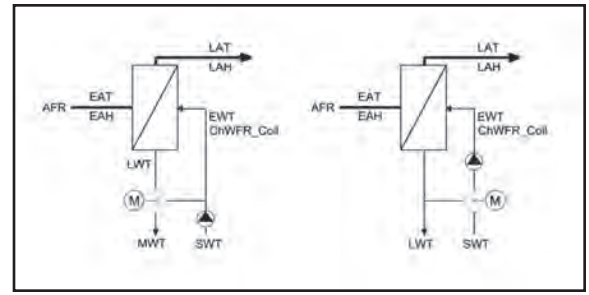 LAT
LAH
EAT
AFR
EAH
EWT
ChWFR_Coil
LWT
M
MWT
SWT
LAT
LAH
EAT
AFR
EAH
EWT
ChWFR_Coil
M
LWT
SWT